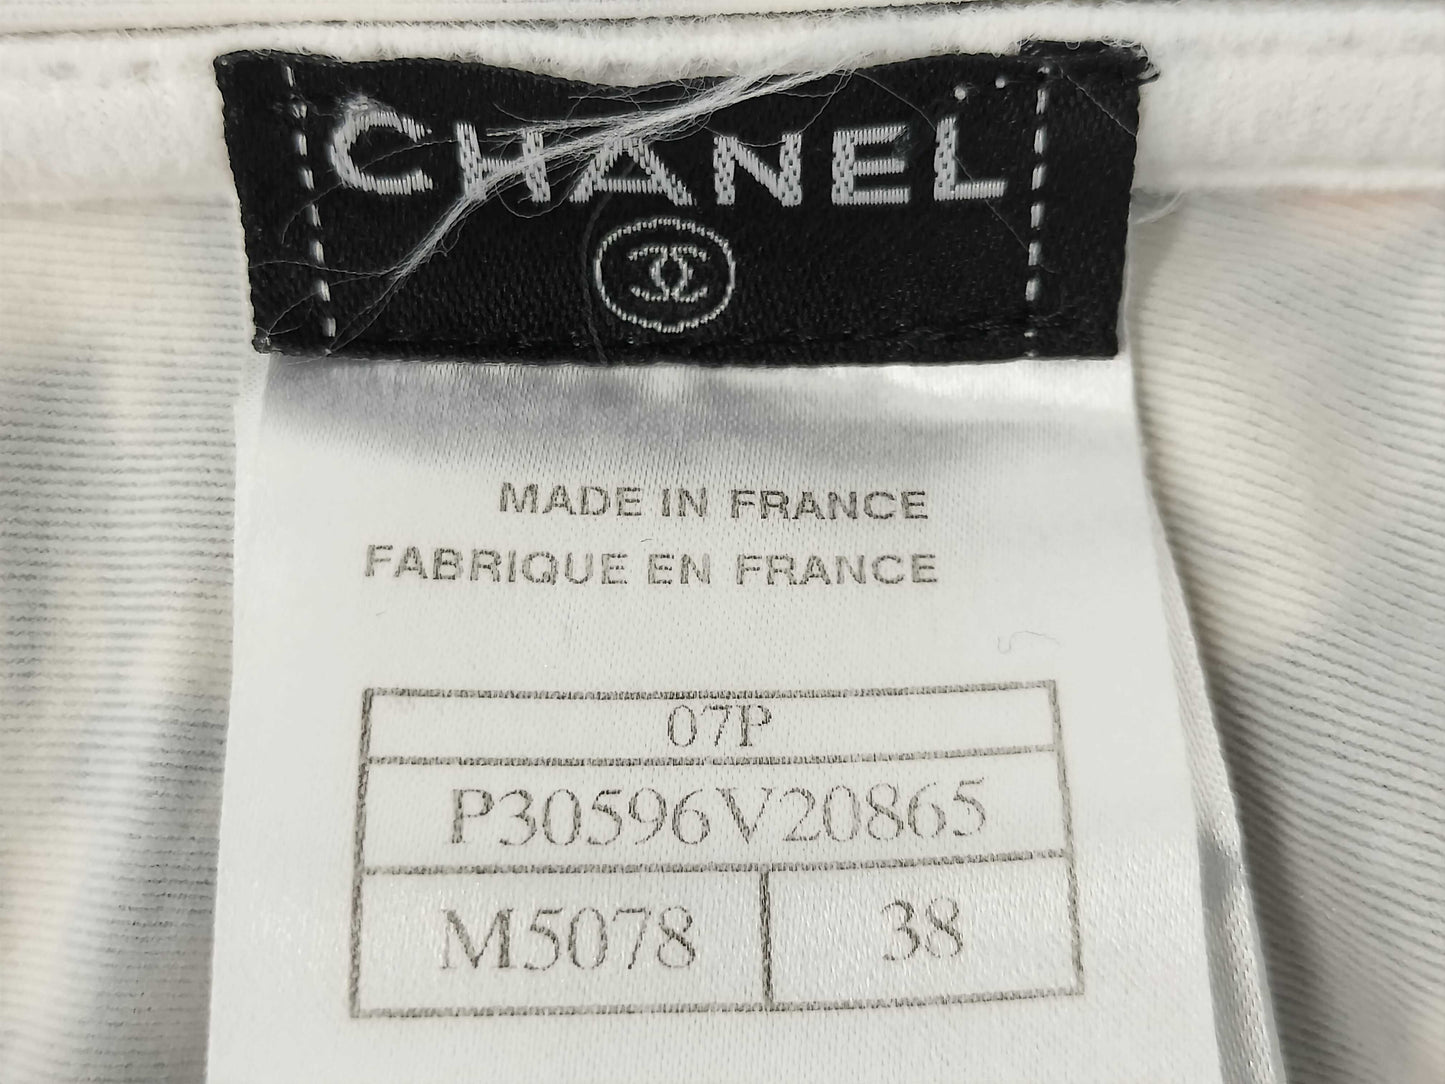 CHANEL
MADE IN FRANCE
FABRIQUE EN FRANCE
07P
P30596V20865
M5078 38